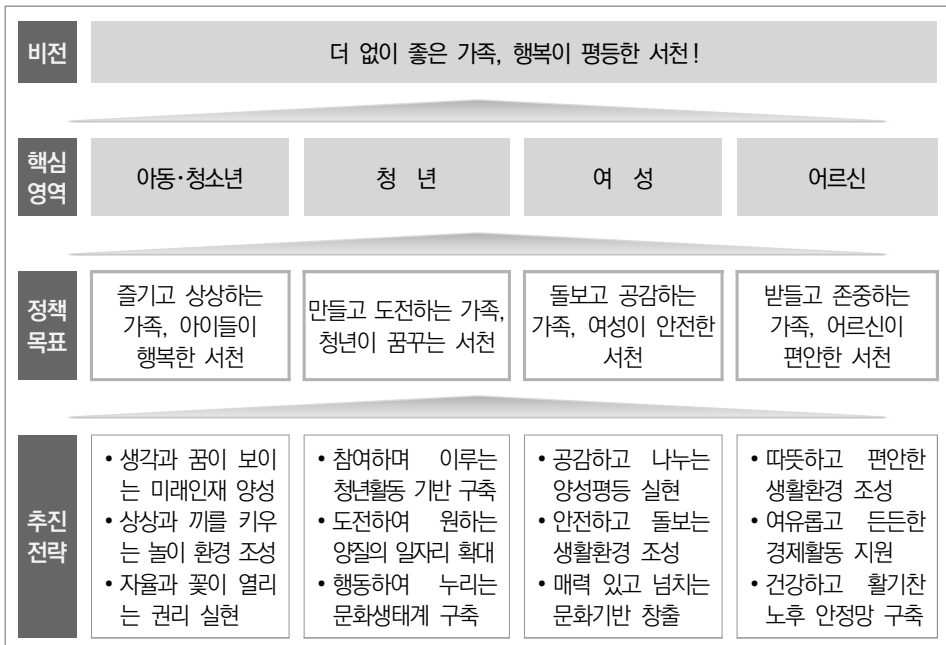 비전
더 없이 좋은 가족, 행복이 평등한 서천!
핵심
영역
아동·청소년
청 년
여 성
어르신
정책
목표
즐기고 상상하는
가족, 아이들이
행복한 서천
만들고 도전하는 가족,
청년이 꿈꾸는 서천
돌보고 공감하는
가족, 여성이 안전한
서천
받들고 존중하는
가족, 어르신이
편안한 서천
추진
전략
• 생각과 꿈이 보이
는 미래인재 양성
• 상상과 끼를 키우
는 놀이 환경 조성
• 자율과 꽃이 열리
는 권리 실현
• 참여하며 이루는
청년활동 기반 구축
• 도전하여 원하는
양질의 일자리 확대
• 행동하여 누리는
문화생태계 구축
• 공감하고 나누는
양성평등 실현
• 안전하고 돌보는
생활환경 조성
• 매력 있고 넘치는
문화기반 창출
• 따뜻하고 편안한
생활환경 조성
• 여유롭고 든든한
경제활동 지원
• 건강하고 활기찬
노후 안정망 구축